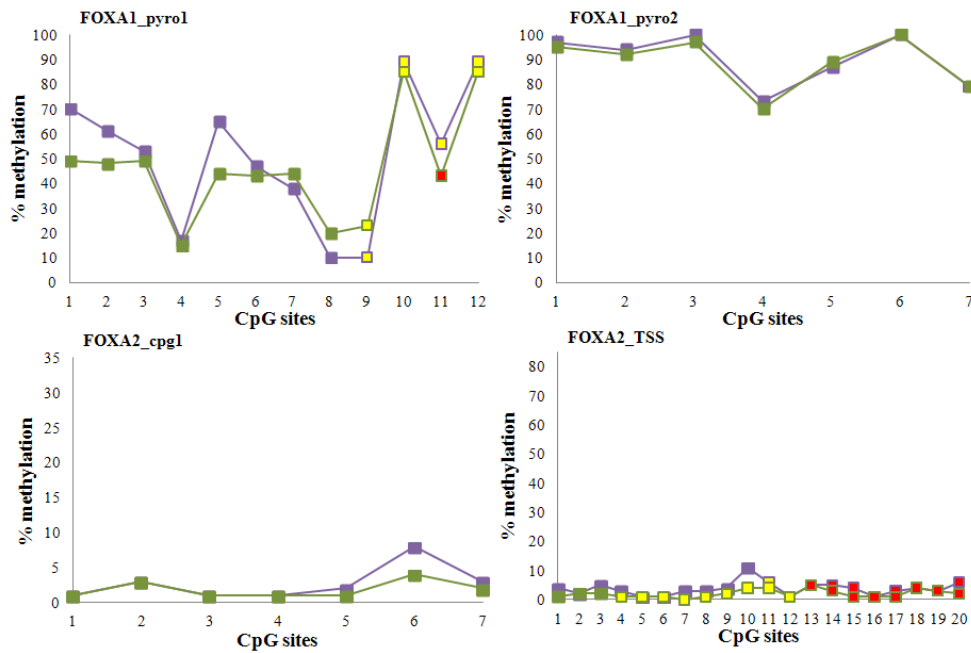 FOXA1_pyro1
100
90
80
70
60
50
40
30
20
10
0
% methylation
1 2 3 4 5 6 7 8 9 10 11 12
CpG sites
FOXA1_pyro2
100
90
80
70
60
50
40
30
20
10
0
% methylation
1 2 3 4 5 6 7
CpG sites
FOXA2_cpg1
35
30
25
20
15
10
5
0
% methylation
1 2 3 4 5 6 7
CpG sites
FOXA2_TSS
80
70
60
50
40
30
20
10
0
% methylation
1 2 3 4 5 6 7 8 9 10 11 12 13 14 15 16 17 18 19 20
CpG sites